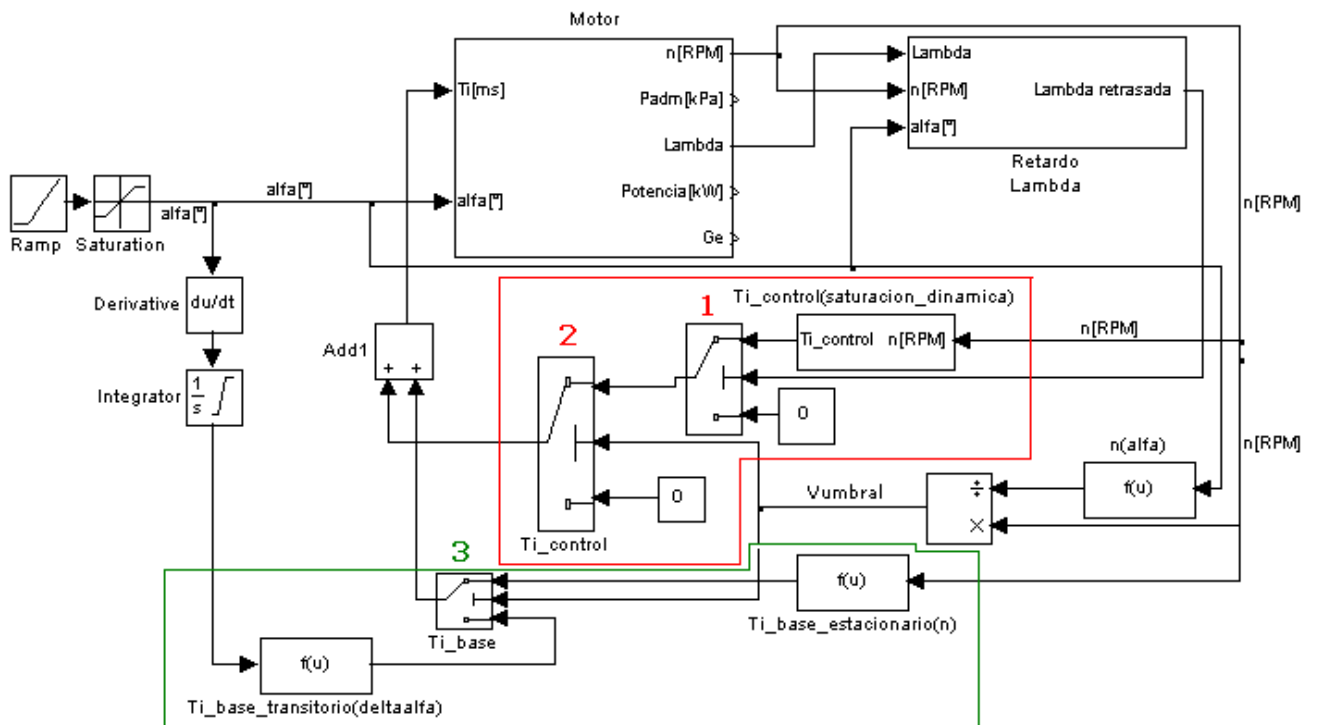 Motor
n[RPM]
Ti[ms]
Padm[kPa]
Lambda
Potencia[kW]
alfa[º]
Ge
Lambda
n[RPM]
Lambda retrasada
alfa[º]
Retardo
Lambda
n[RPM]
alfa[º]
alfa[º]
Ramp
Saturation
Derivative
du/dt
Integrator
1
s
Add1
+ +
Ti_control(saturacion_dinamica)
1
Ti_control n[RPM]
n[RPM]
2
0
0
Ti_control
n(alfa)
f(u)
n[RPM]
Vumbral
÷
×
3
Ti_base
f(u)
Ti_base_estacionario(n)
f(u)
Ti_base_transitorio(deltaalfa)